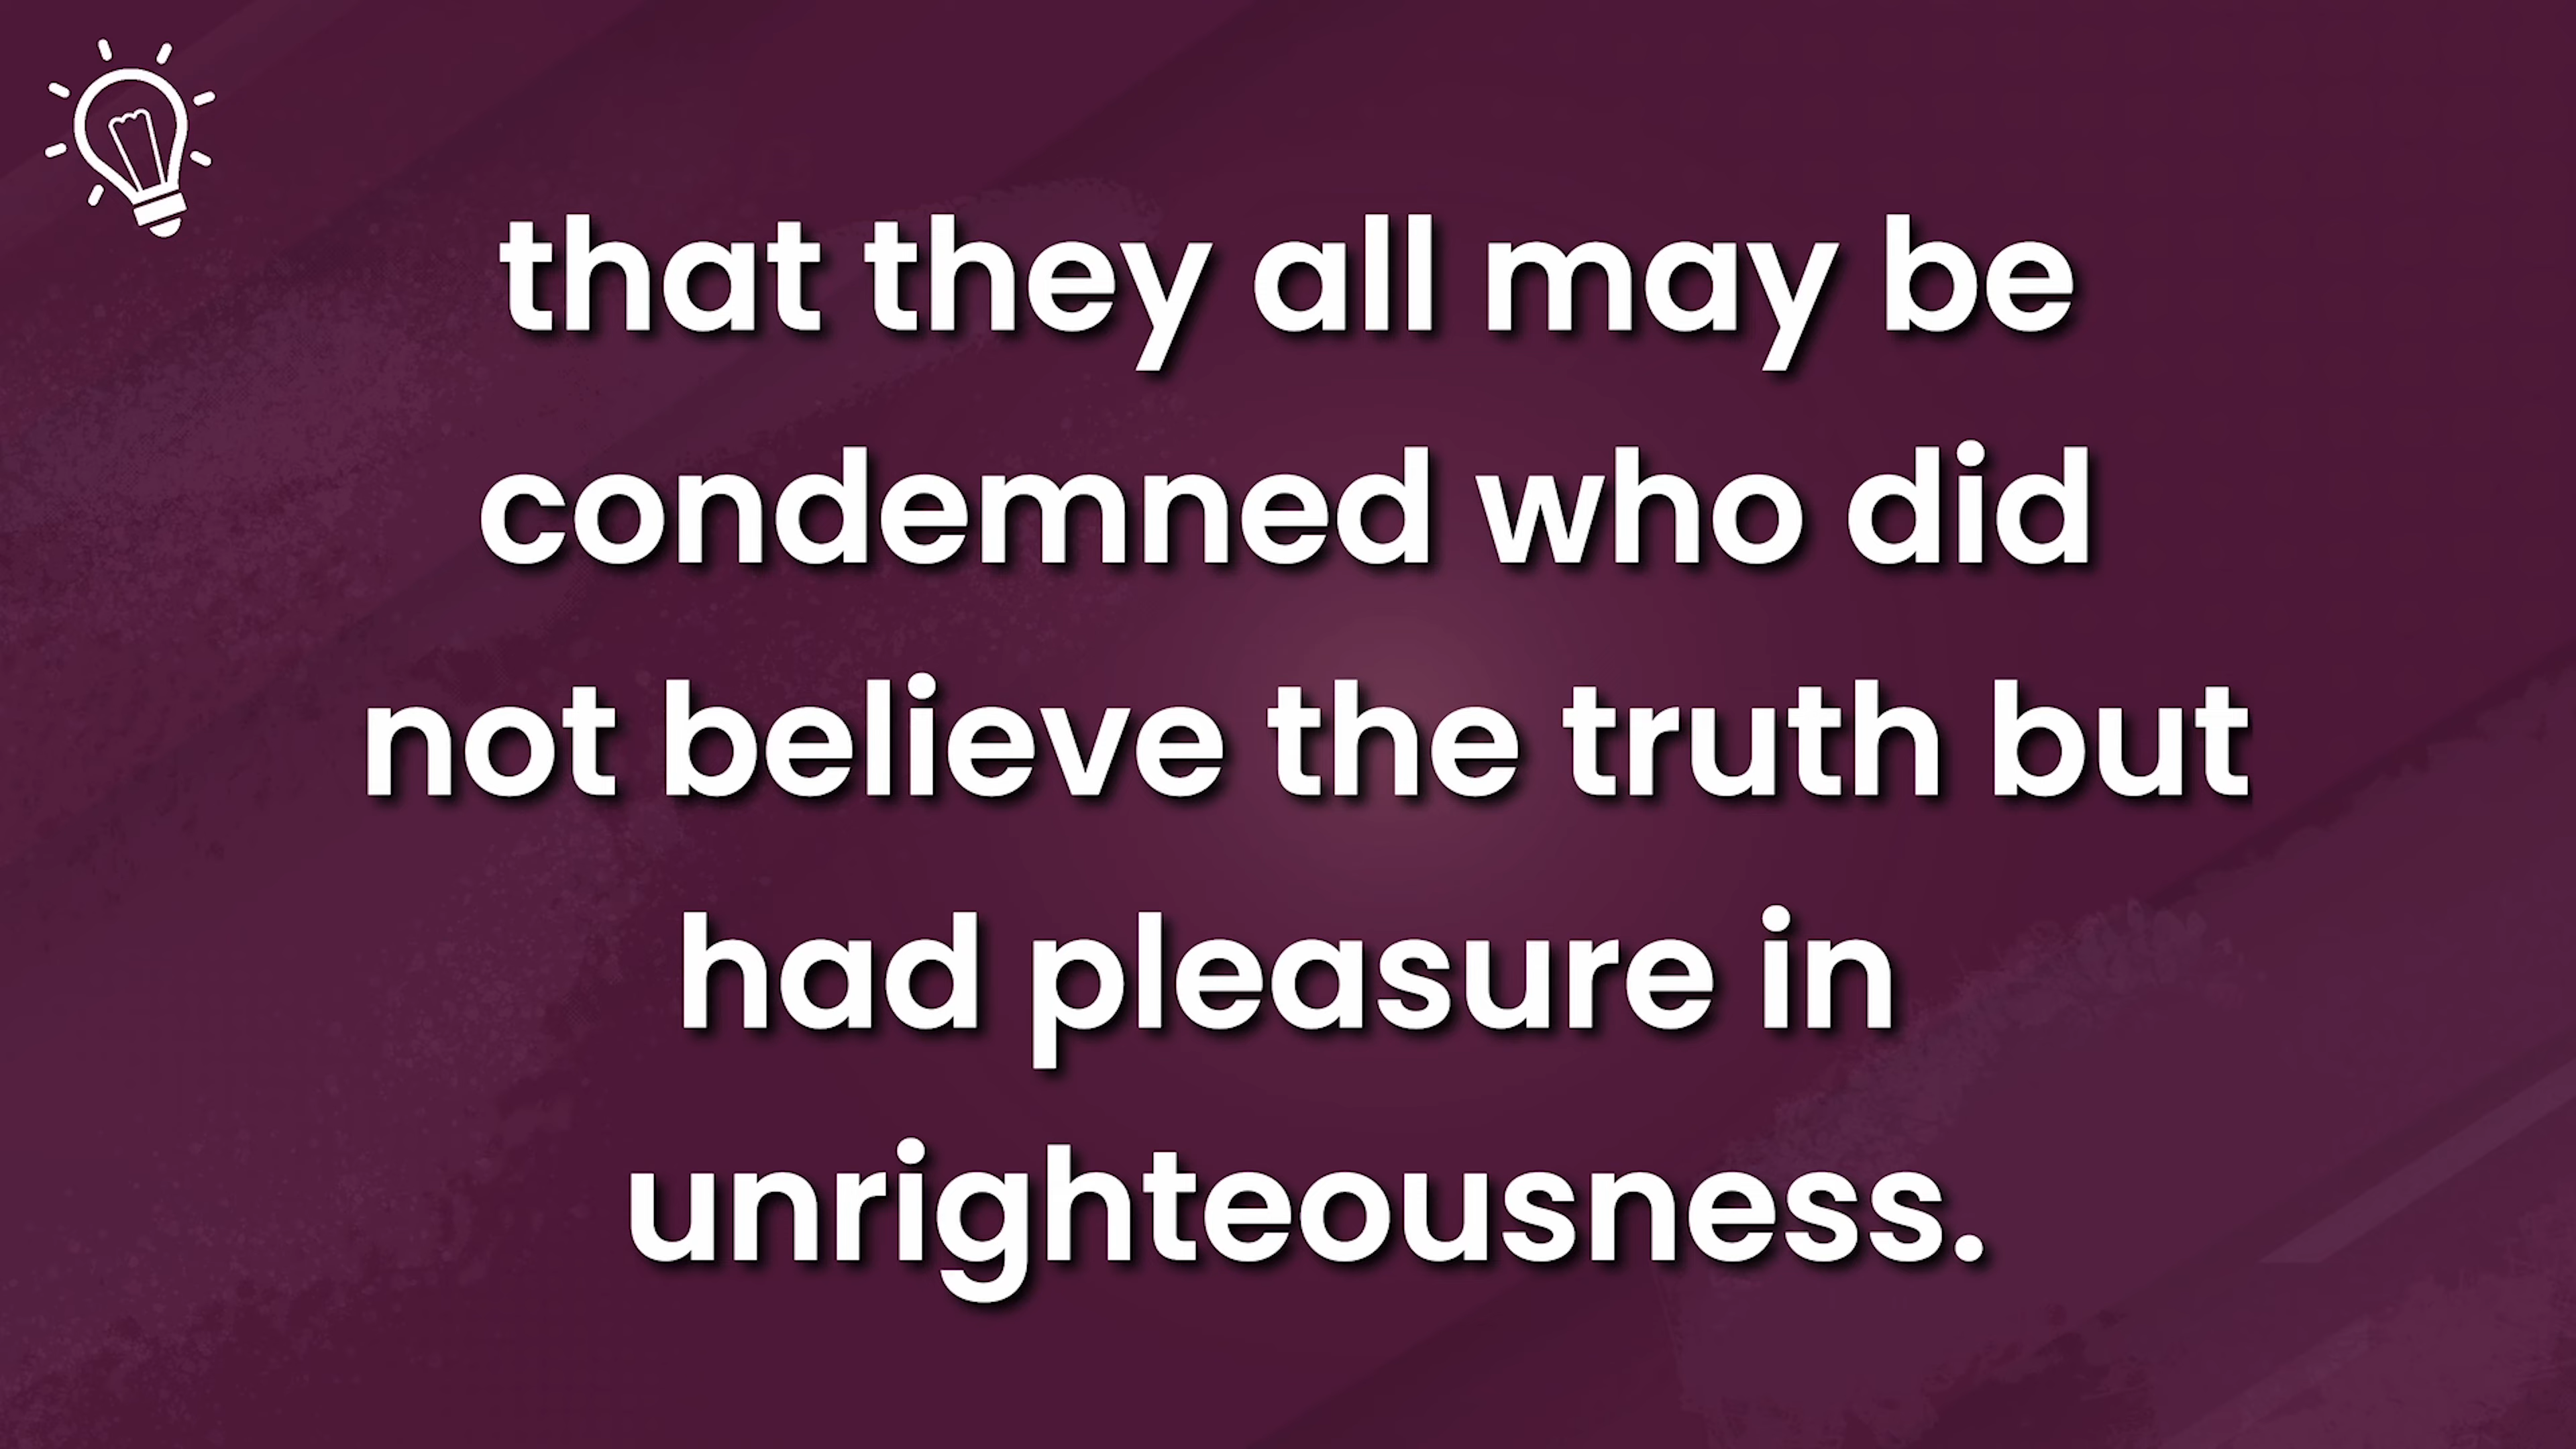 that they all may be
condemned who did
not believe the truth but
had pleasure in
unrighteousness.